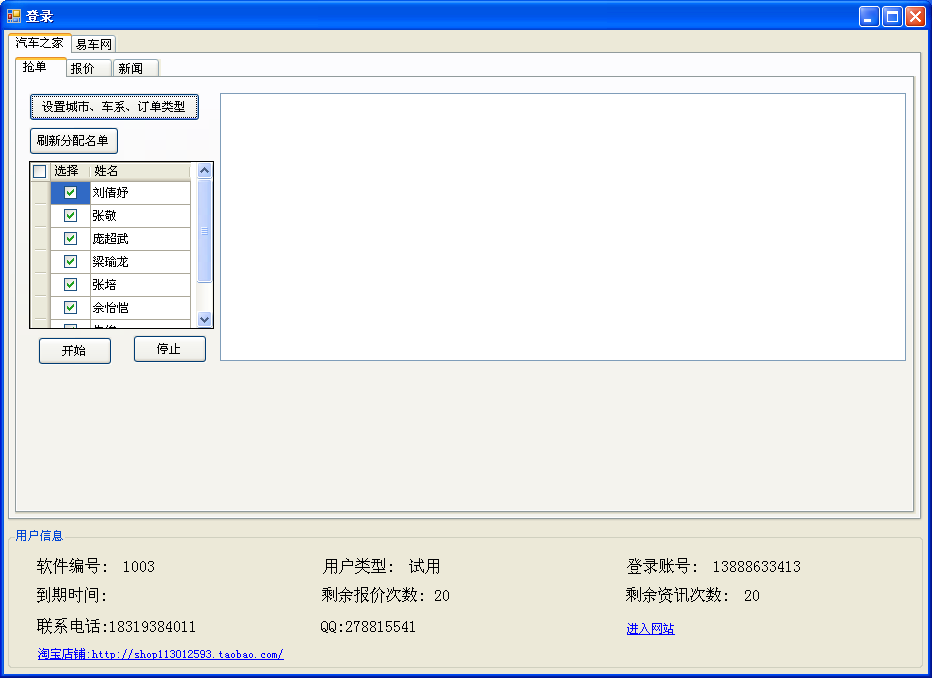 登录
汽车之家 易车网
抢单 报价 新闻
设置城市、车系、订单类型
刷新分配名单
选择 姓名
刘倩妤
张敬
庞超武
梁瑜龙
张培
余怡恺
开始 停止
用户信息
软件编号: 1003 用户类型: 试用 登录账号: 13888633413
到期时间: 剩余报价次数: 20 剩余资讯次数: 20
联系电话:18319384011 QQ:278815541 进入网站
淘宝店铺:http://shop113012593.taobao.com/